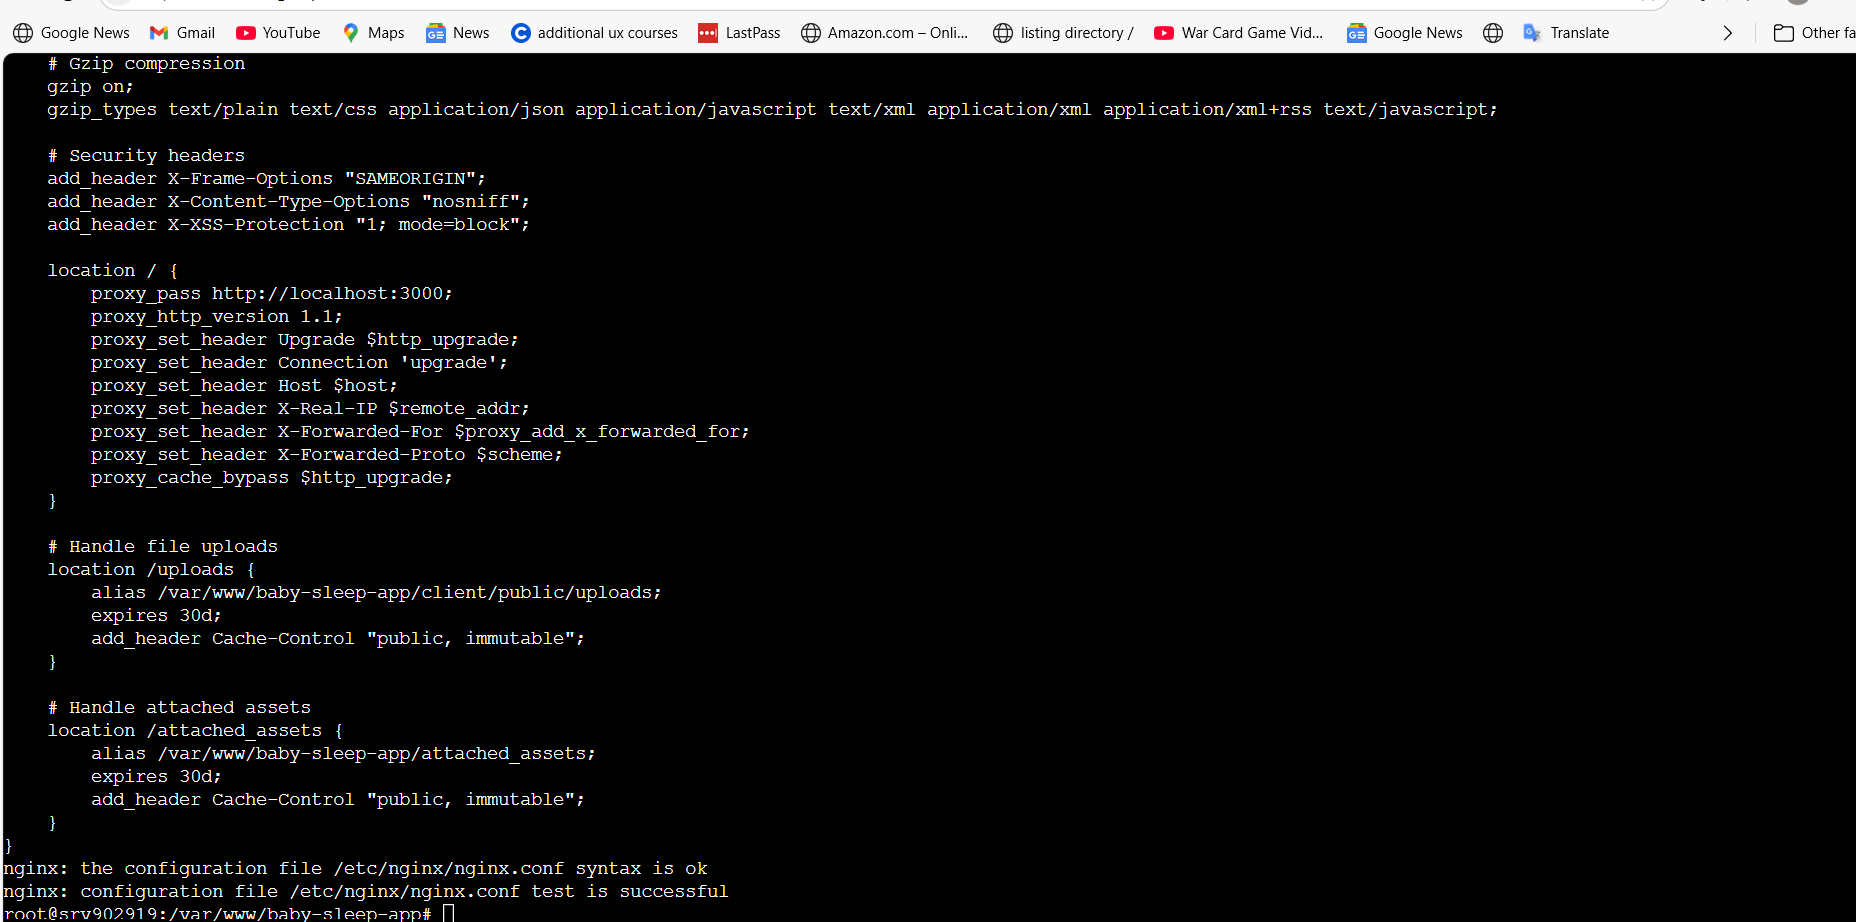 Google News Gmail YouTube Maps News additional ux courses LastPass Amazon.com – Onli... listing directory / War Card Game Vid... Google News Translate Other fa
# Gzip compression
gzip on;
gzip_types text/plain text/css application/json application/javascript text/xml application/xml application/xml+rss text/javascript;
# Security headers
add_header X-Frame-Options "SAMEORIGIN";
add_header X-Content-Type-Options "nosniff";
add_header X-XSS-Protection "1; mode=block";
location / {
proxy_pass http://localhost:3000;
proxy_http_version 1.1;
proxy_set_header Upgrade $http_upgrade;
proxy_set_header Connection 'upgrade';
proxy_set_header Host $host;
proxy_set_header X-Real-IP $remote_addr;
proxy_set_header X-Forwarded-For $proxy_add_x_forwarded_for;
proxy_set_header X-Forwarded-Proto $scheme;
proxy_cache_bypass $http_upgrade;
}
# Handle file uploads
location /uploads {
alias /var/www/baby-sleep-app/client/public/uploads;
expires 30d;
add_header Cache-Control "public, immutable";
}
# Handle attached assets
location /attached_assets {
alias /var/www/baby-sleep-app/attached_assets;
expires 30d;
add_header Cache-Control "public, immutable";
}
}
nginx: the configuration file /etc/nginx/nginx.conf syntax is ok
nginx: configuration file /etc/nginx/nginx.conf test is successful
root@srv902919:/var/www/baby-sleep-app#